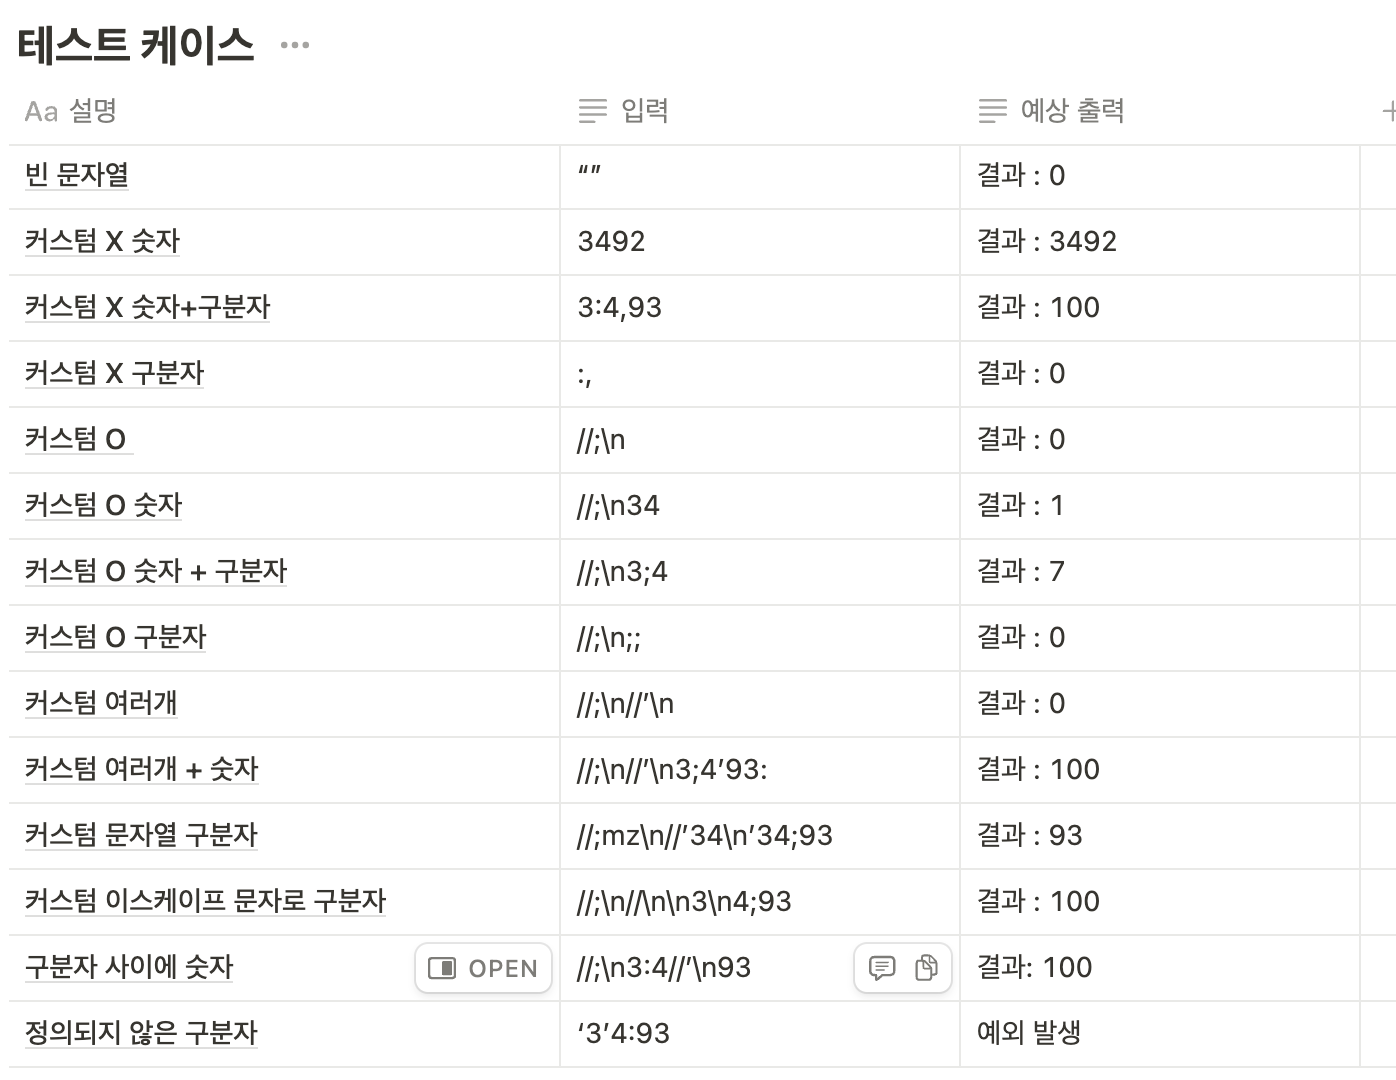 테스트 케이스 ...
Aa 설명 입력 예상 출력 +
빈 문자열 “” 결과 : 0
커스텀 X 숫자 3492 결과 : 3492
커스텀 X 숫자+구분자 3:4,93 결과 : 100
커스텀 X 구분자 :, 결과 : 0
커스텀 O //;\n 결과 : 0
커스텀 O 숫자 //;\n34 결과 : 1
커스텀 O 숫자 + 구분자 //;\n3;4 결과 : 7
커스텀 O 구분자 //;\n;; 결과 : 0
커스텀 여러개 //;\n//’\n 결과 : 0
커스텀 여러개 + 숫자 //;\n//’\n3;4’93: 결과 : 100
커스텀 문자열 구분자 //;mz\n//’34\n’34;93 결과 : 93
커스텀 이스케이프 문자로 구분자 //;\n//\n\n3\n4;93 결과 : 100
구분자 사이에 숫자 OPEN //;\n3:4//’\n93 결과: 100
정의되지 않은 구분자 ‘3’4:93 예외 발생